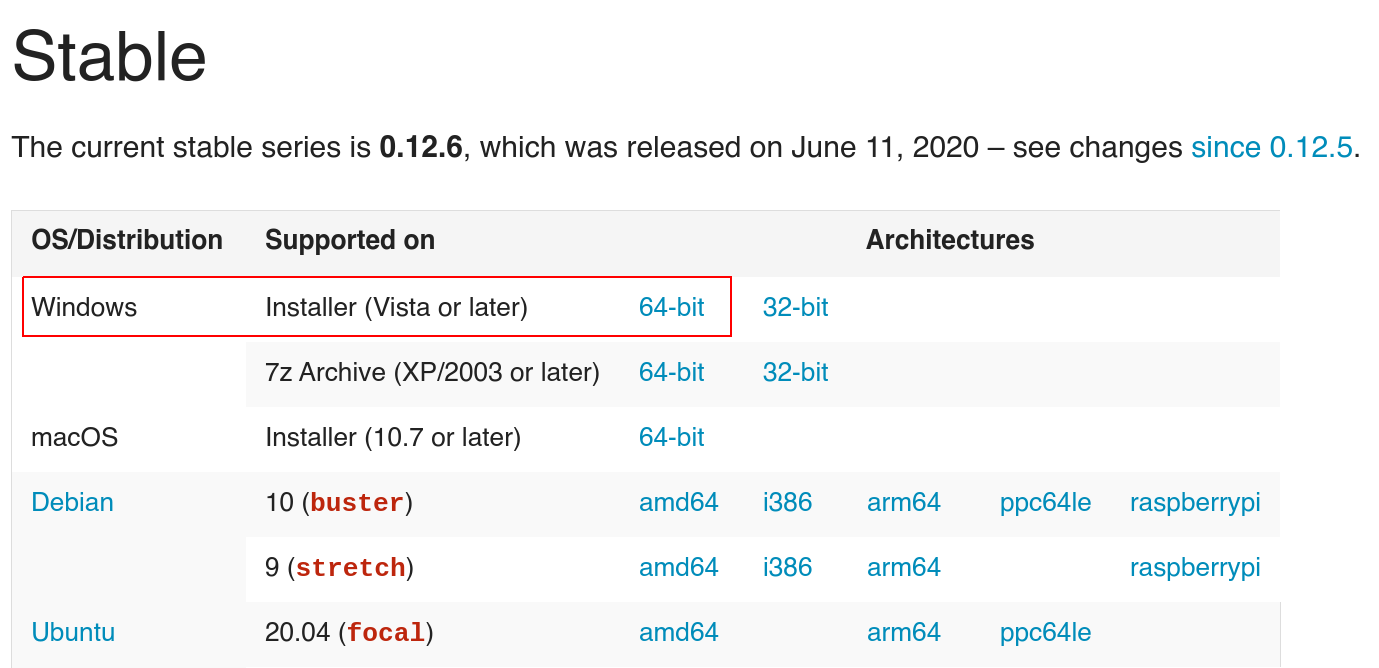 Stable
The current stable series is 0.12.6, which was released on June 11, 2020 – see changes since 0.12.5.
OS/Distribution Supported on Architectures
Windows Installer (Vista or later) 64-bit 32-bit
7z Archive (XP/2003 or later) 64-bit 32-bit
macOS Installer (10.7 or later) 64-bit
Debian 10 (buster) amd64 i386 arm64 ppc64le raspberrypi
9 (stretch) amd64 i386 arm64 raspberrypi
Ubuntu 20.04 (focal) amd64 arm64 ppc64le